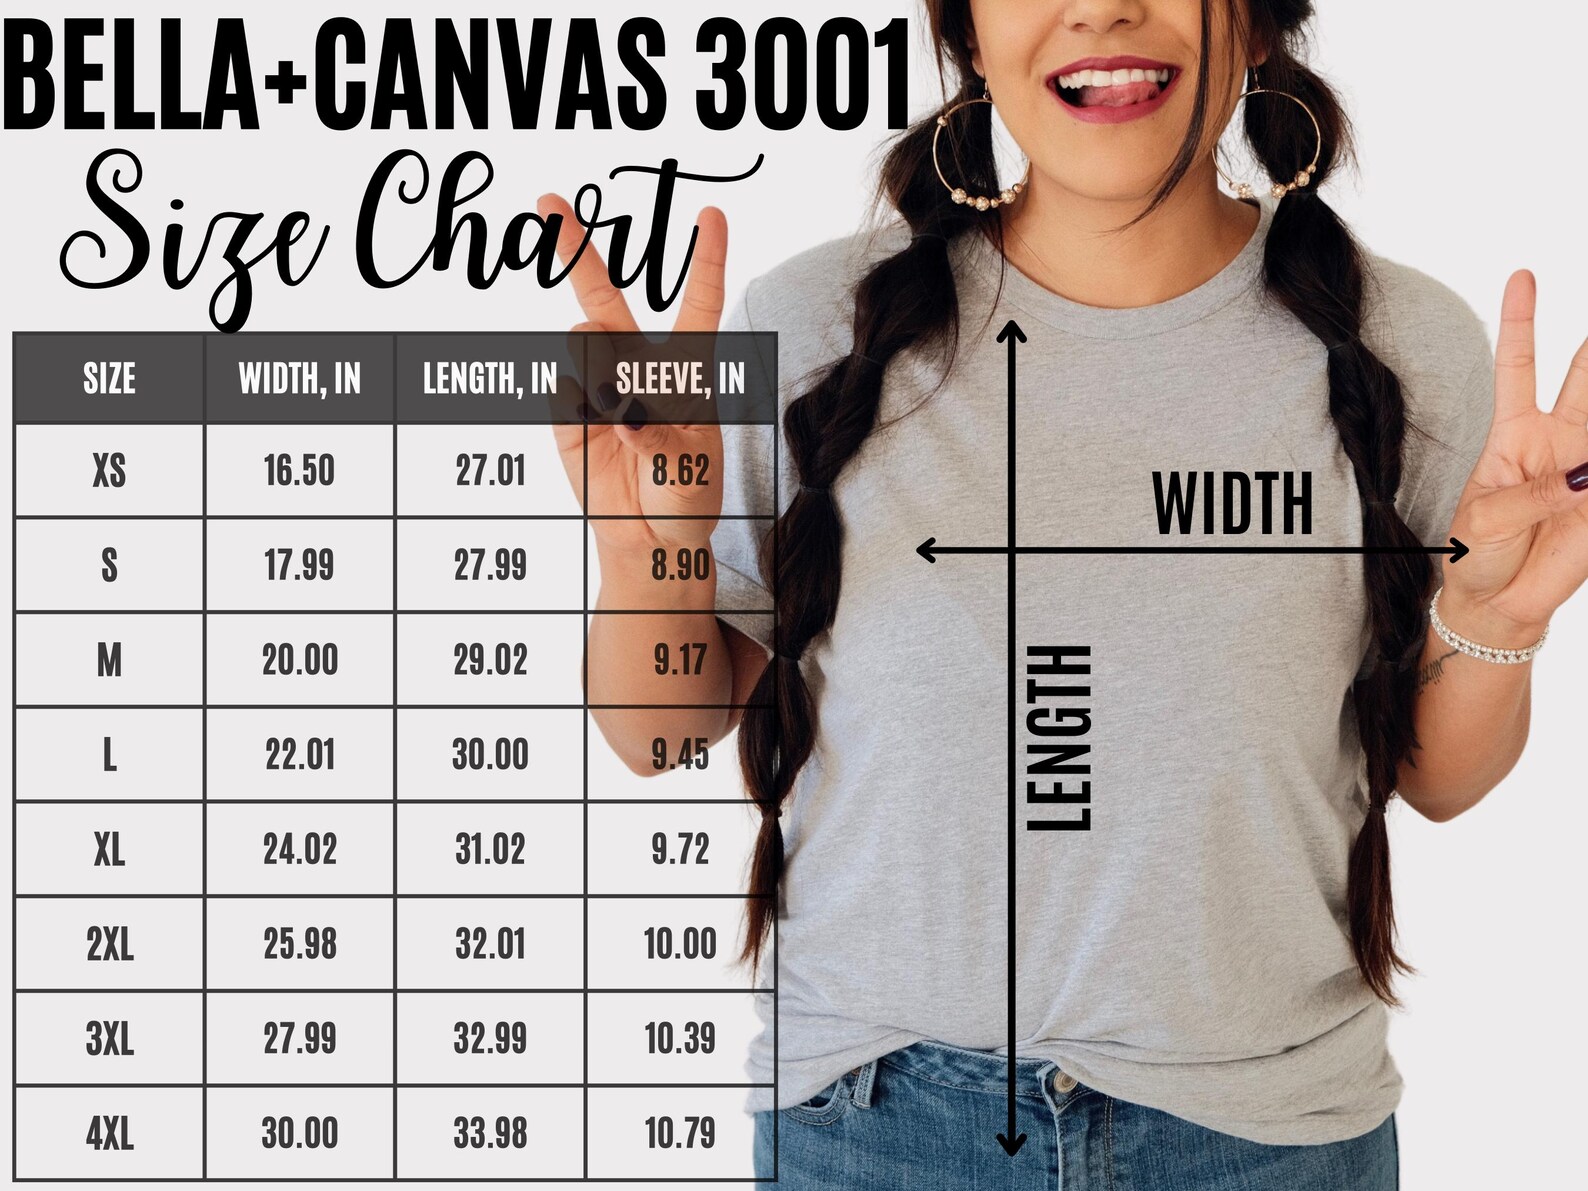 BELLA+CANVAS 3001
Size Chart
SIZE WIDTH, IN LENGTH, IN SLEEVE, IN
XS 16.50 27.01 8.62
S 17.99 27.99 8.90
M 20.00 29.02 9.17
L 22.01 30.00 9.45
XL 24.02 31.02 9.72
2XL 25.98 32.01 10.00
3XL 27.99 32.99 10.39
4XL 30.00 33.98 10.79
WIDTH
LENGTH